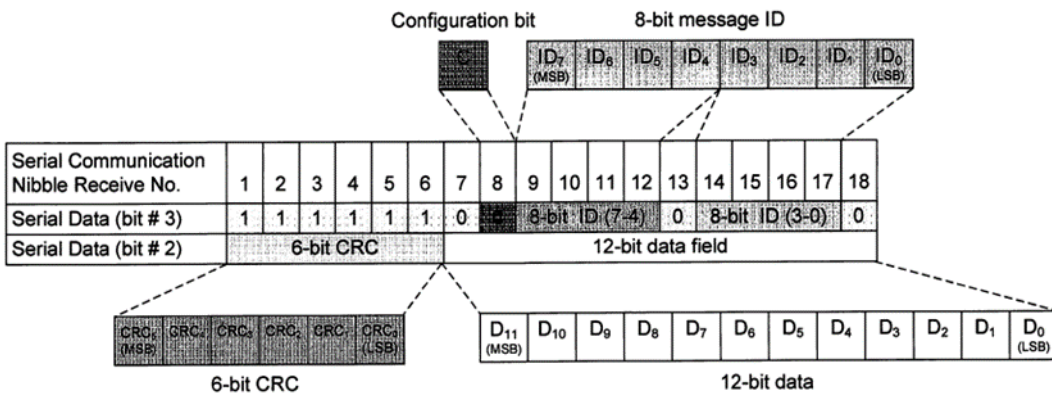 Configuration bit 8-bit message ID
C ID7 ID6 ID5 ID4 ID3 ID2 ID1 ID0
(MSB) (LSB)
Serial Communication
Nibble Receive No. 1 2 3 4 5 6 7 8 9 10 11 12 13 14 15 16 17 18
Serial Data (bit # 3) 1 1 1 1 1 1 0 8-bit ID (7-4) 0 8-bit ID (3-0) 0
Serial Data (bit # 2) 6-bit CRC 12-bit data field
CRC5 CRC4 CRC3 CRC2 CRC1 CRC0
(MSB) (LSB)
D11 D10 D9 D8 D7 D6 D5 D4 D3 D2 D1 D0
(MSB) (LSB)
6-bit CRC 12-bit data